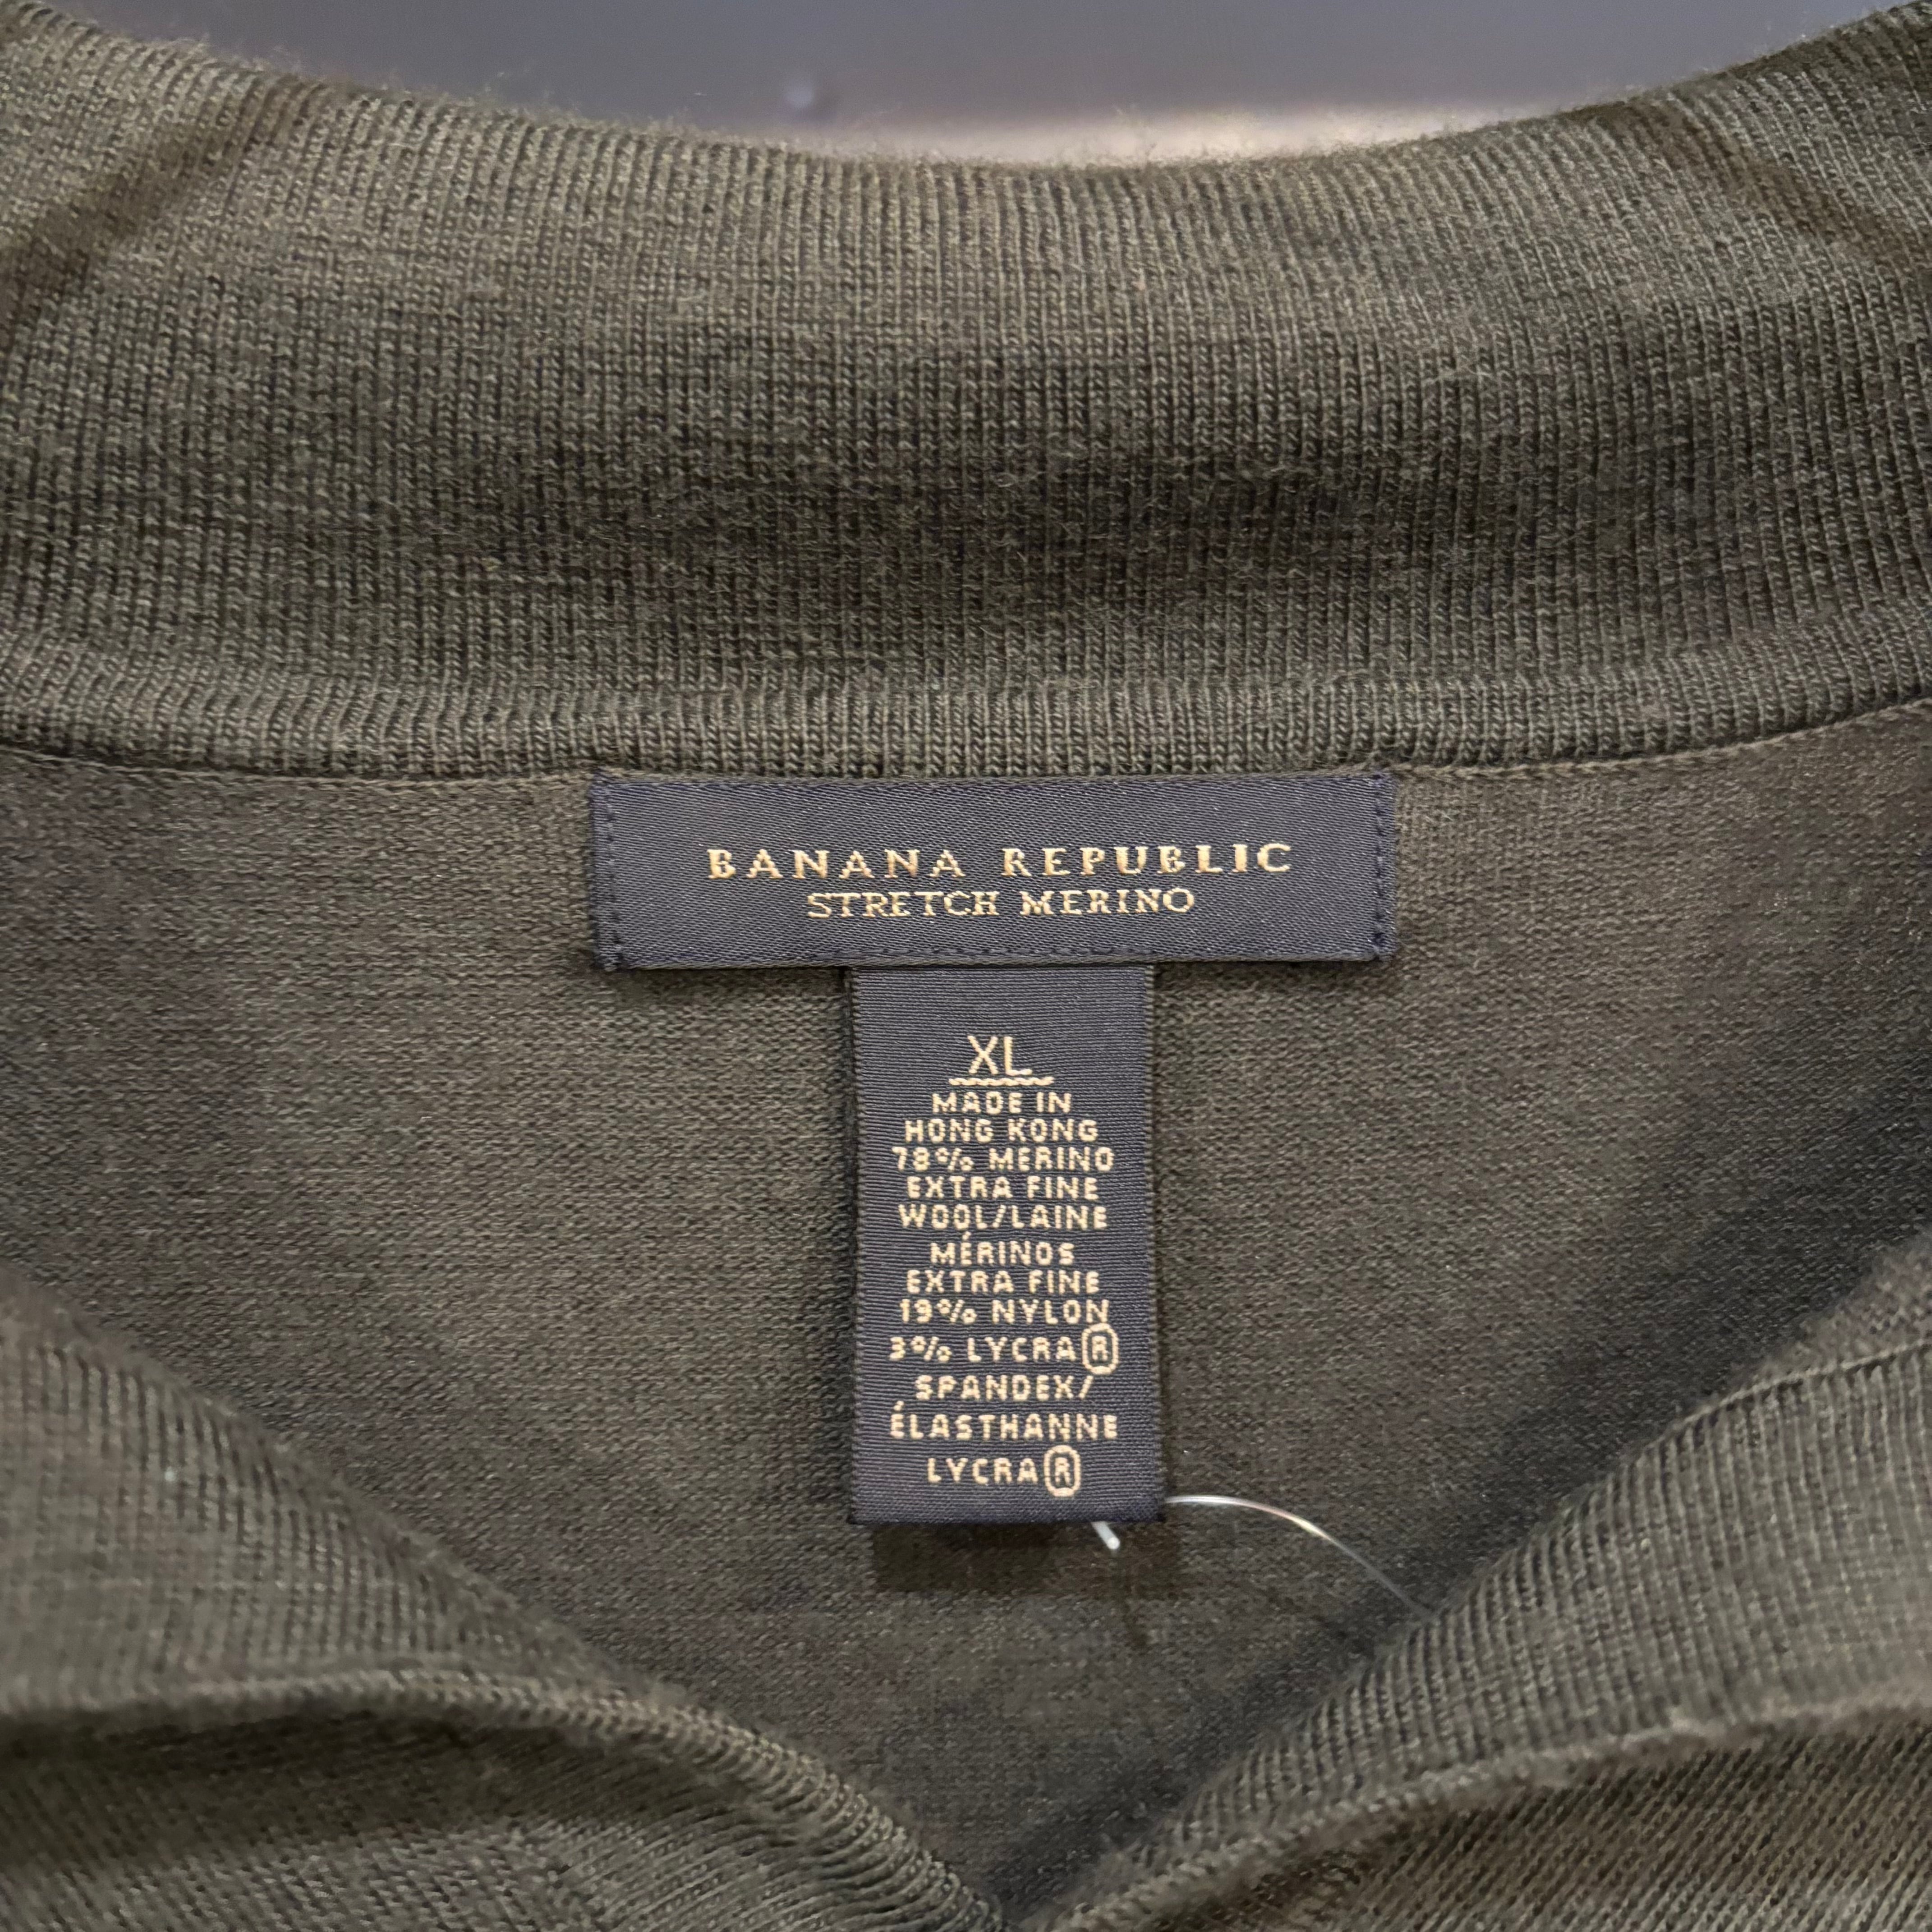 BANANA REPUBLIC
STRETCH MERINO
XL
MADE IN
HONG KONG
78% MERINO
EXTRA FINE
WOOL/LAINE
MÉRINOS
EXTRA FINE
19% NYLON
3% LYCRA®
SPANDEX/
ÉLASTHANNE
LYCRA®